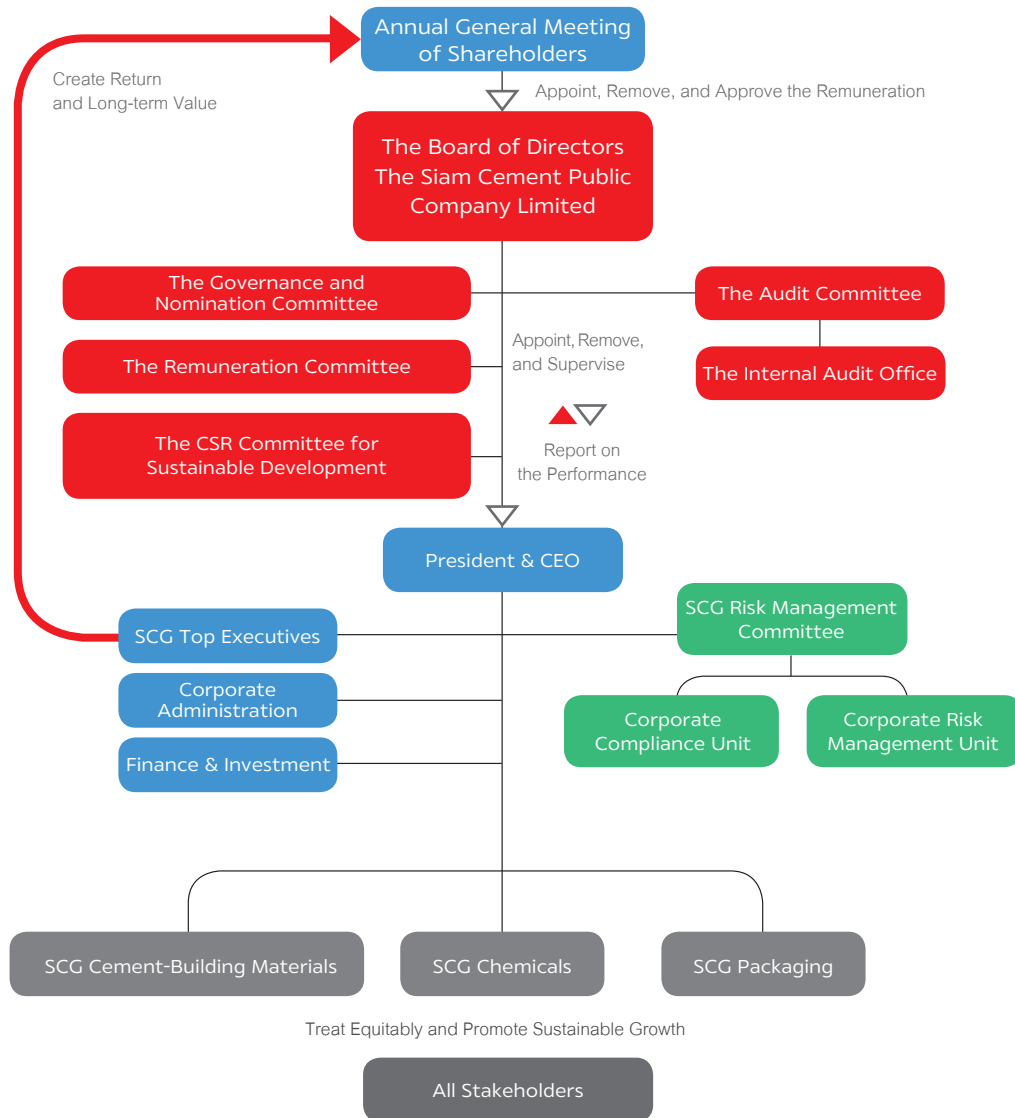 Annual General Meeting
of Shareholders
Create Return
and Long-term Value
Appoint, Remove, and Approve the Remuneration
The Board of Directors
The Siam Cement Public
Company Limited
The Governance and
Nomination Committee
The Audit Committee
Appoint, Remove,
and Supervise
The Remuneration Committee
The Internal Audit Office
The CSR Committee for
Sustainable Development
Report on
the Performance
President & CEO
SCG Top Executives
SCG Risk Management
Committee
Corporate
Administration
Corporate
Compliance Unit
Corporate Risk
Management Unit
Finance & Investment
SCG Cement-Building Materials
SCG Chemicals
SCG Packaging
Treat Equitably and Promote Sustainable Growth
All Stakeholders